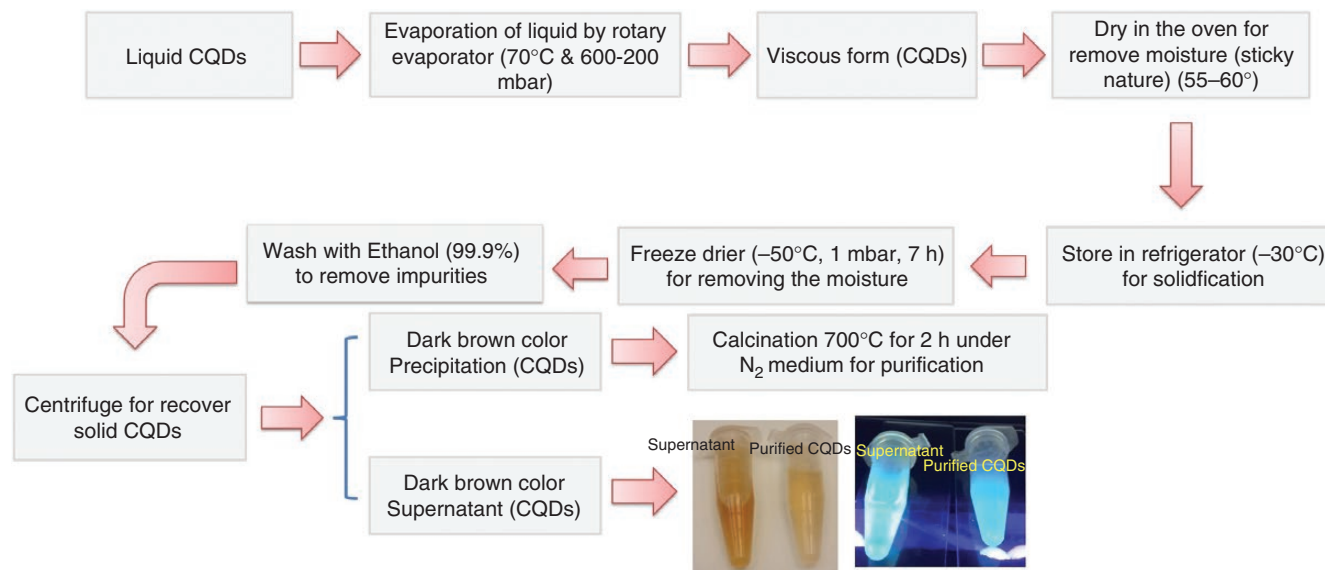 Liquid CQDs
Evaporation of liquid by rotary
evaporator (70°C & 600-200
mbar)
Viscous form (CQDs)
Dry in the oven for
remove moisture (sticky
nature) (55–60°)
Store in refrigerator (–30°C)
for solidfication
Freeze drier (–50°C, 1 mbar, 7 h)
for removing the moisture
Wash with Ethanol (99.9%)
to remove impurities
Centrifuge for recover
solid CQDs
Dark brown color
Precipitation (CQDs)
Calcination 700°C for 2 h under
N2 medium for purification
Dark brown color
Supernatant (CQDs)
Supernatant
Purified CQDs
Supernatant
Purified CQDs